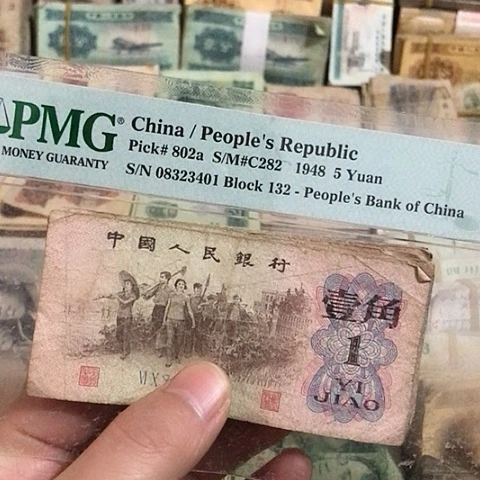 PMG®
MONEY GUARANTY
China / People's Republic
Pick# 802a S/M#C282 1948 5 Yuan
S/N 08323401 Block 132 - People's Bank of China
中國人民銀行
壹角
1
YI
JIAO